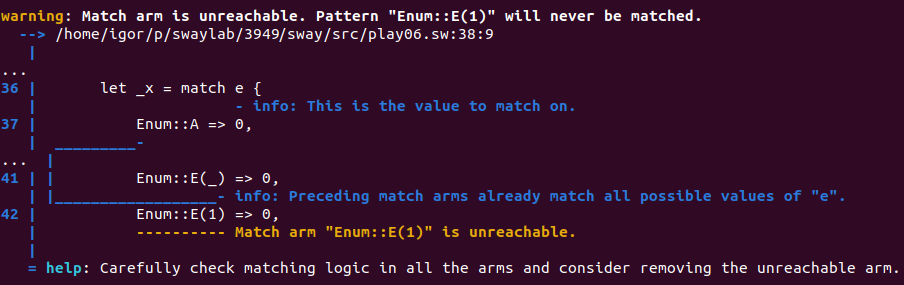 warning: Match arm is unreachable. Pattern "Enum::E(1)" will never be matched.
  --> /home/igor/p/swaylab/3949/sway/src/play06.sw:38:9
   |
...
36 |       let _x = match e {
   |                      - info: This is the value to match on.
37 |           Enum::A => 0,
   |  _________-
...  |
41 | |         Enum::E(_) => 0,
   | |__________________- info: Preceding match arms already match all possible values of "e".
42 |           Enum::E(1) => 0,
   |           ---------- Match arm "Enum::E(1)" is unreachable.
   |
   = help: Carefully check matching logic in all the arms and consider removing the unreachable arm.